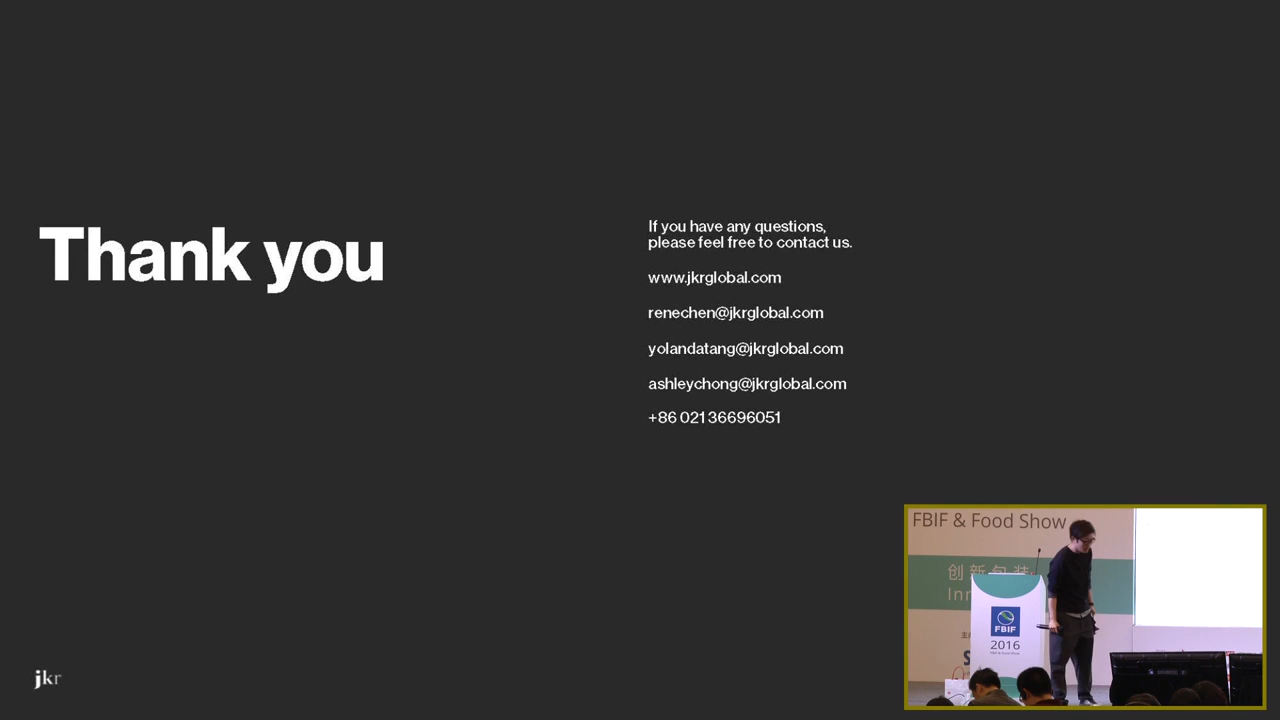 Thank you
If you have any questions,
please feel free to contact us.
www.jkrglobal.com
renechen@jkrglobal.com
yolandatang@jkrglobal.com
ashleychong@jkrglobal.com
+86 021 36696051
jkr
FBIF & Food Show
创新包装
FBIF
2016